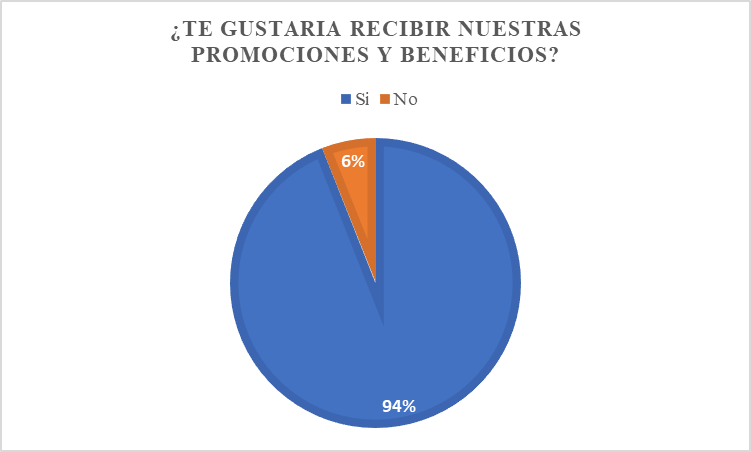 ¿TE GUSTARIA RECIBIR NUESTRAS
PROMOCIONES Y BENEFICIOS?
Si No
6%
94%